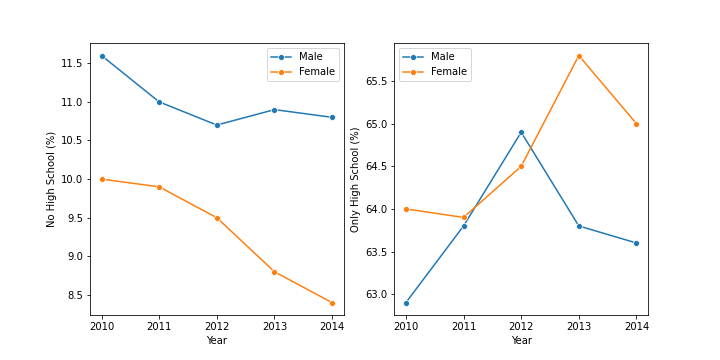 No High School (%)
11.5
11.0
10.5
10.0
9.5
9.0
8.5
2010 2011 2012 2013 2014
Year
Male
Female
Only High School (%)
65.5
65.0
64.5
64.0
63.5
63.0
2010 2011 2012 2013 2014
Year
Male
Female